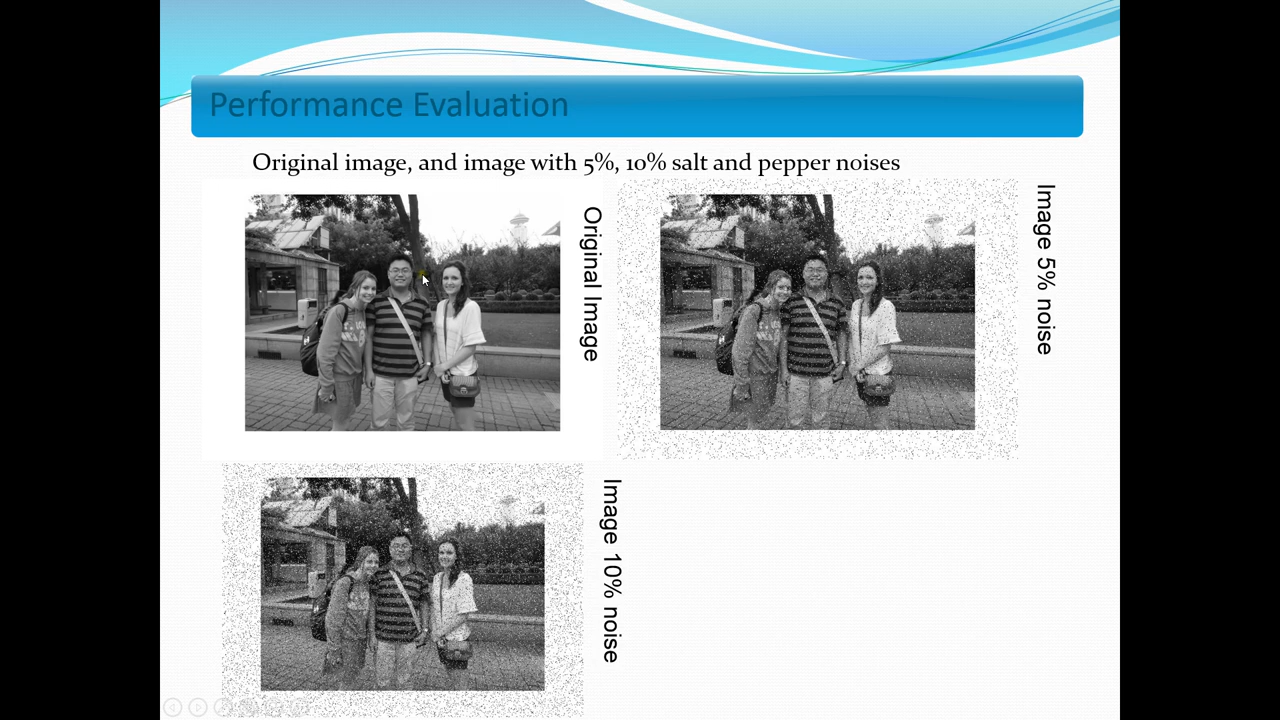 Performance Evaluation
Original image, and image with 5%, 10% salt and pepper noises
Original Image
Image 5% noise
Image 10% noise